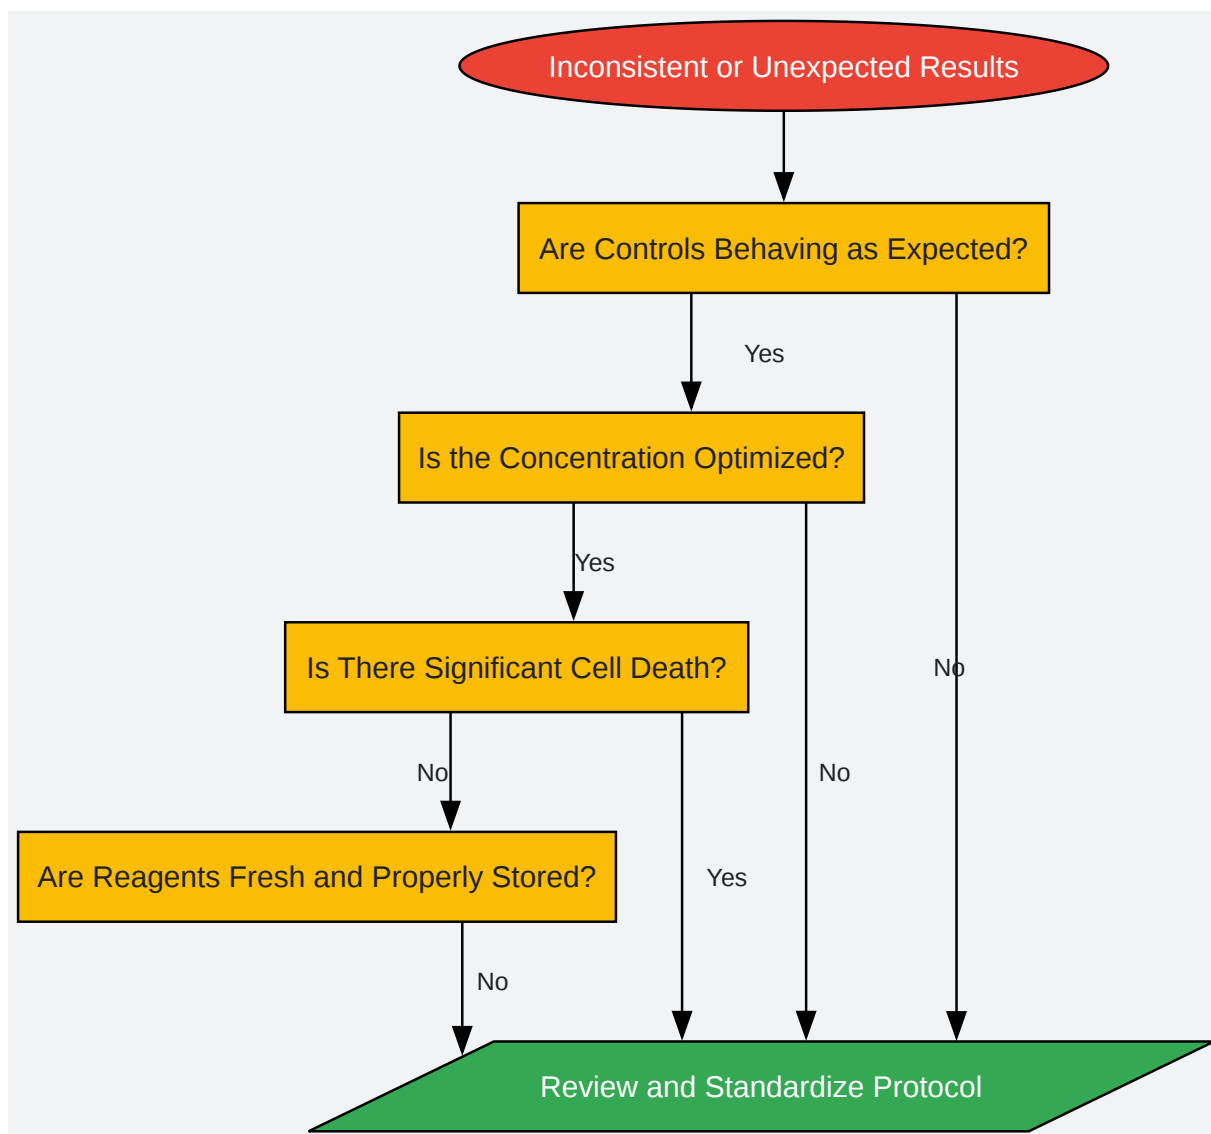 Inconsistent or Unexpected Results
Are Controls Behaving as Expected?
Yes
Is the Concentration Optimized?
Yes
Is There Significant Cell Death?
No
No
No
Are Reagents Fresh and Properly Stored?
Yes
No
Review and Standardize Protocol